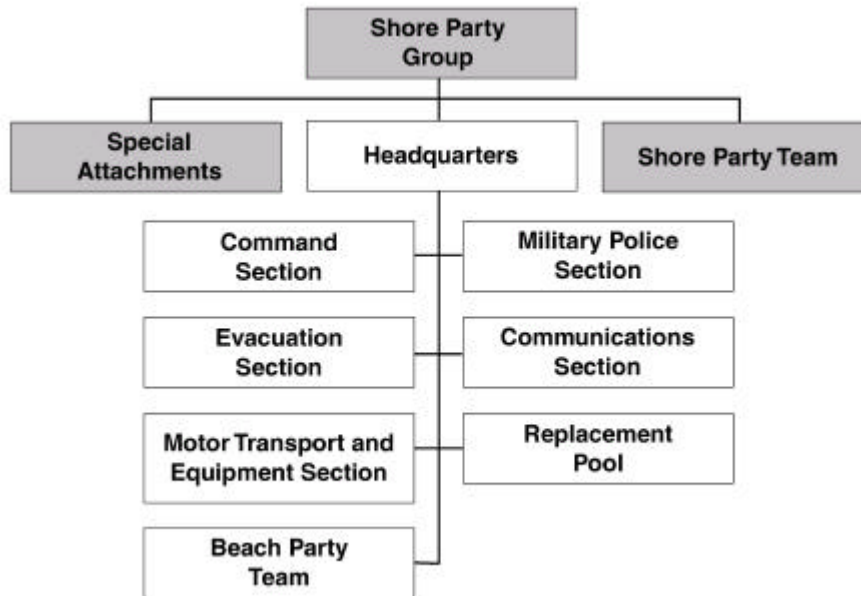 Shore Party
Group
Special
Attachments
Headquarters
Shore Party Team
Command
Section
Military Police
Section
Evacuation
Section
Communications
Section
Motor Transport and
Equipment Section
Replacement
Pool
Beach Party
Team